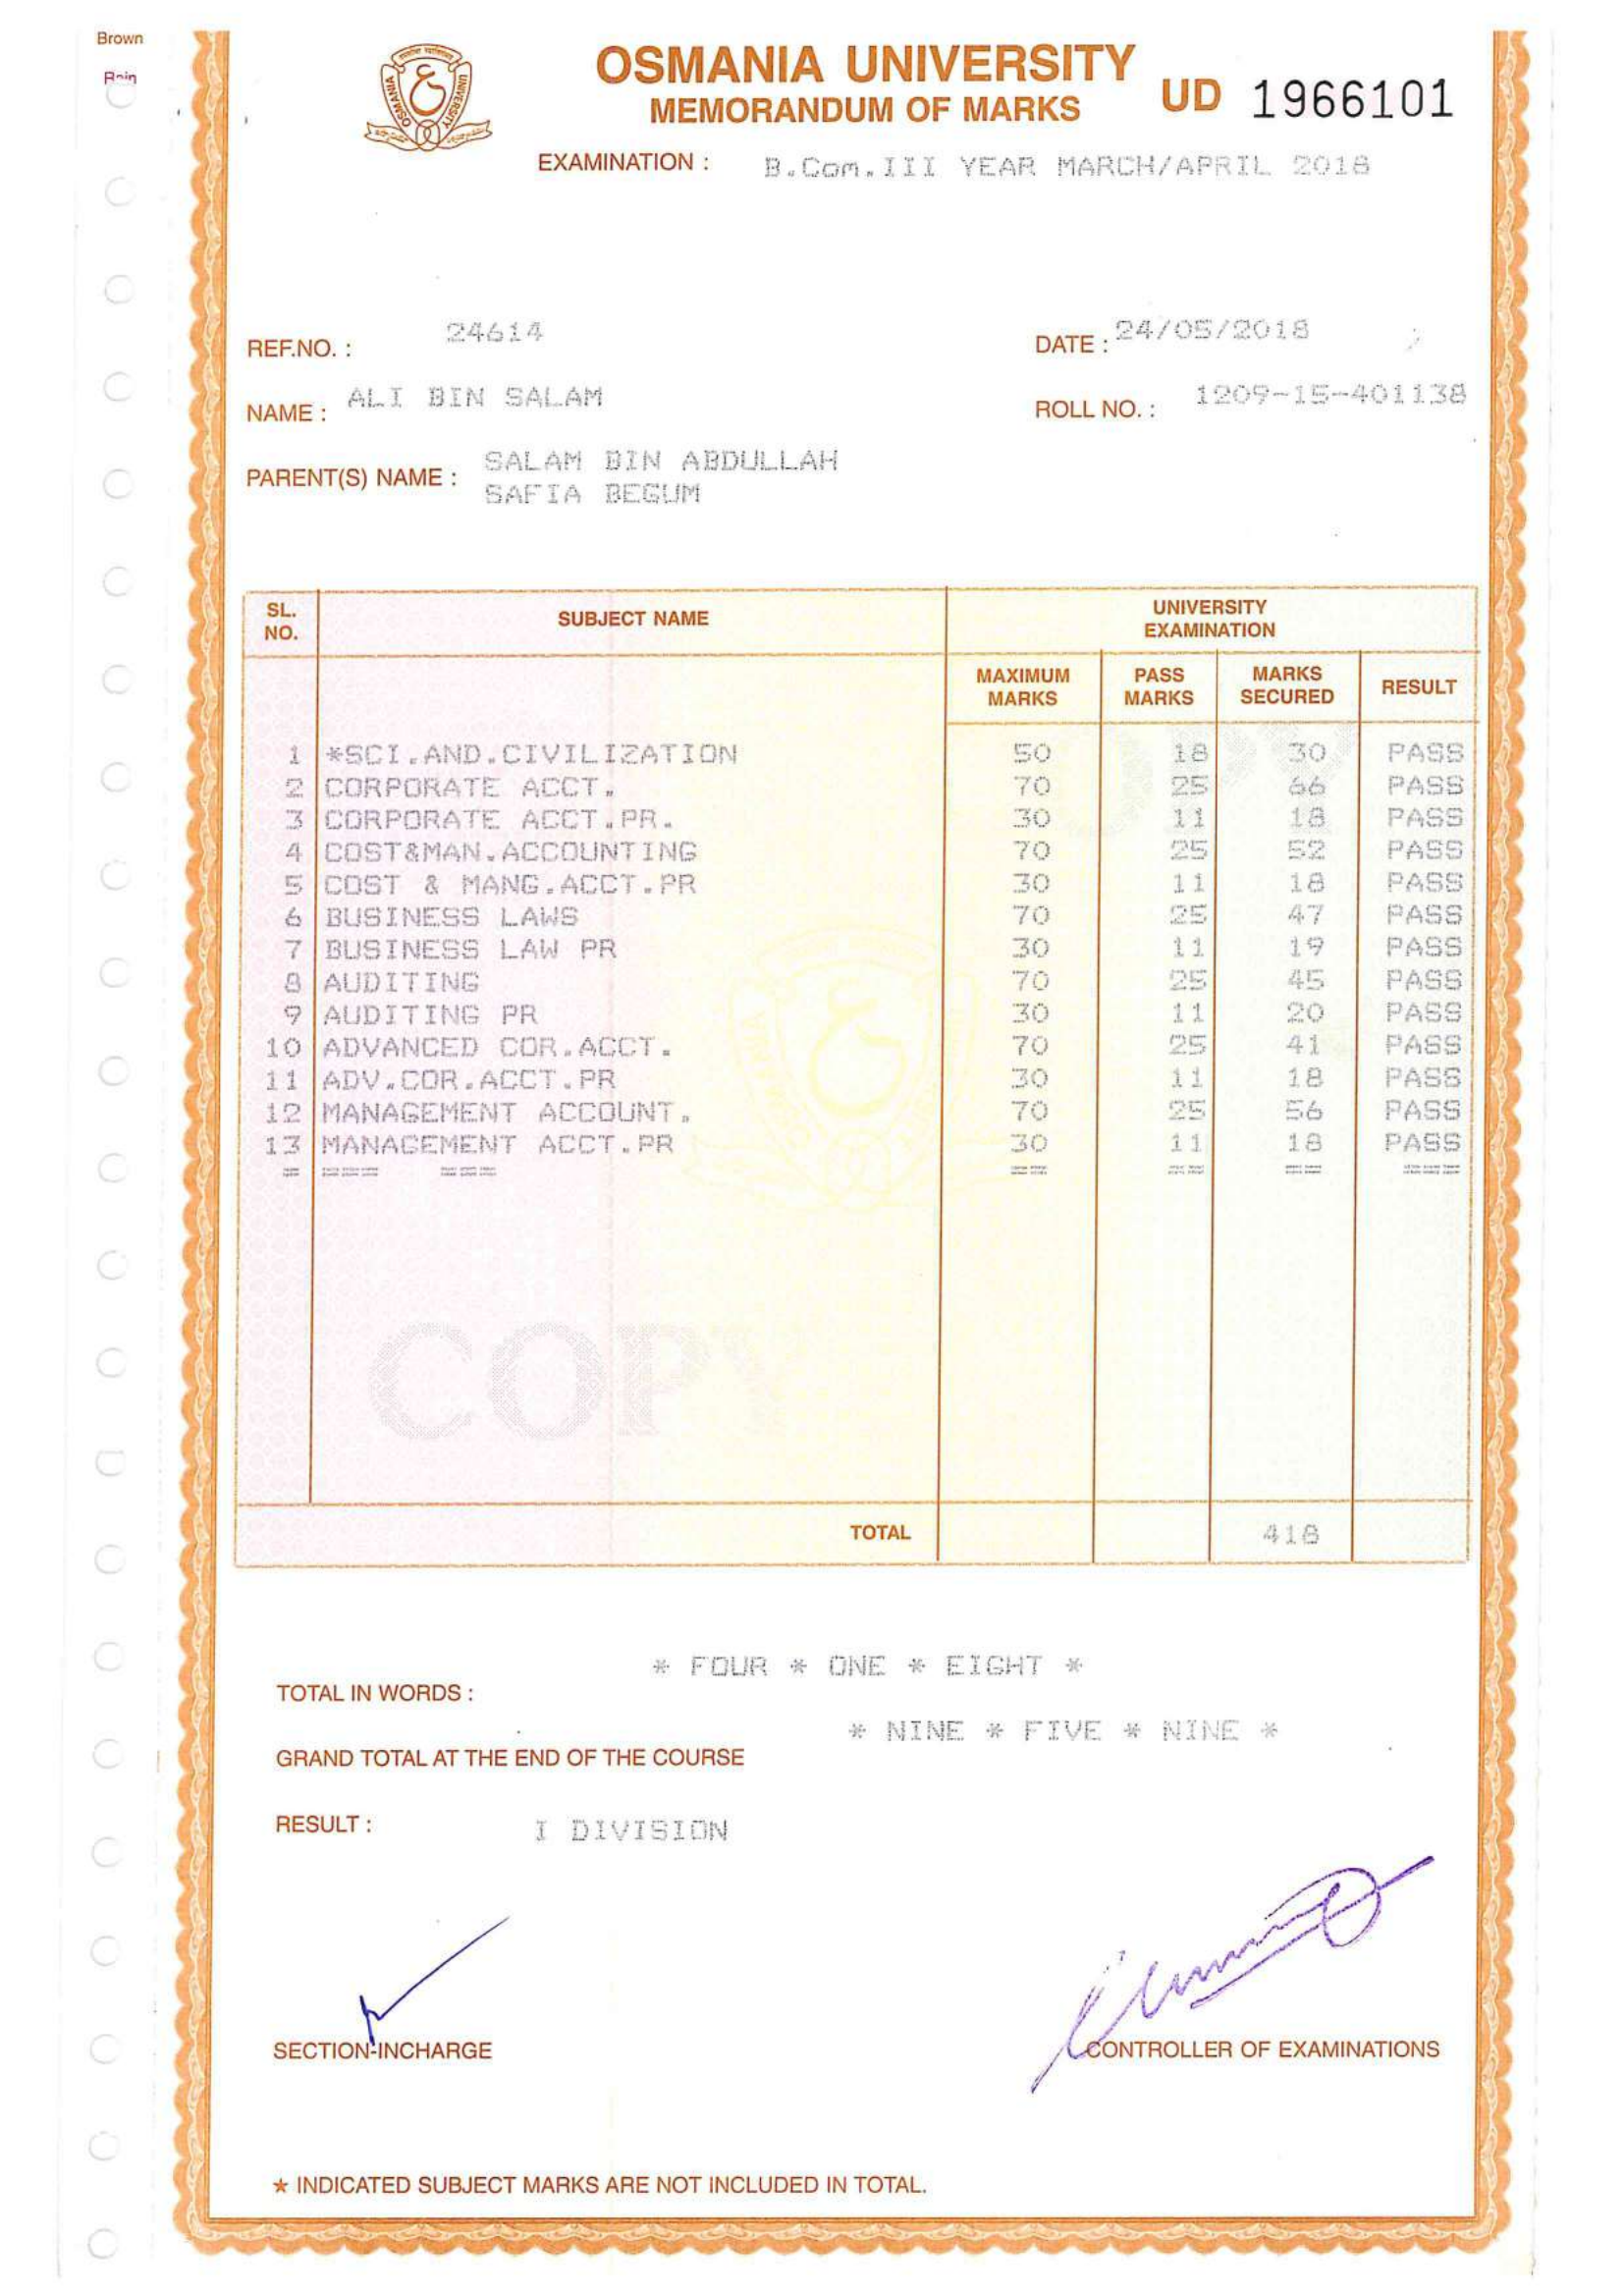 Brown
OSMANIA UNIVERSITY
MEMORANDUM OF MARKS
UD 1966101
EXAMINATION : B.Com.III YEAR MARCH/APRIL 2018
OSMANIA UNIVERSITY
REF.NO. : 24614 DATE : 24/05/2018
NAME : ALI BIN SALAM ROLL NO. : 1209-15-401138
PARENT(S) NAME : SALAM BIN ABDULLAH
SAFIA BEGUM
SL. NO. SUBJECT NAME UNIVERSITY EXAMINATION
MAXIMUM MARKS PASS MARKS MARKS SECURED RESULT
1 *SCI.AND.CIVILIZATION 50 18 30 PASS
2 CORPORATE ACCT. 70 25 66 PASS
3 CORPORATE ACCT.PR. 30 11 18 PASS
4 COST&MAN.ACCOUNTING 70 25 52 PASS
5 COST & MANG.ACCT.PR 30 11 18 PASS
6 BUSINESS LAWS 70 25 47 PASS
7 BUSINESS LAW PR 30 11 19 PASS
8 AUDITING 70 25 45 PASS
9 AUDITING PR 30 11 20 PASS
10 ADVANCED COR.ACCT. 70 25 41 PASS
11 ADV.COR.ACCT.PR 30 11 18 PASS
12 MANAGEMENT ACCOUNT. 70 25 56 PASS
13 MANAGEMENT ACCT.PR 30 11 18 PASS
COPY
TOTAL 418
TOTAL IN WORDS : * FOUR * ONE * EIGHT *
GRAND TOTAL AT THE END OF THE COURSE * NINE * FIVE * NINE *
RESULT : I DIVISION
SECTION-INCHARGE CONTROLLER OF EXAMINATIONS
* INDICATED SUBJECT MARKS ARE NOT INCLUDED IN TOTAL.